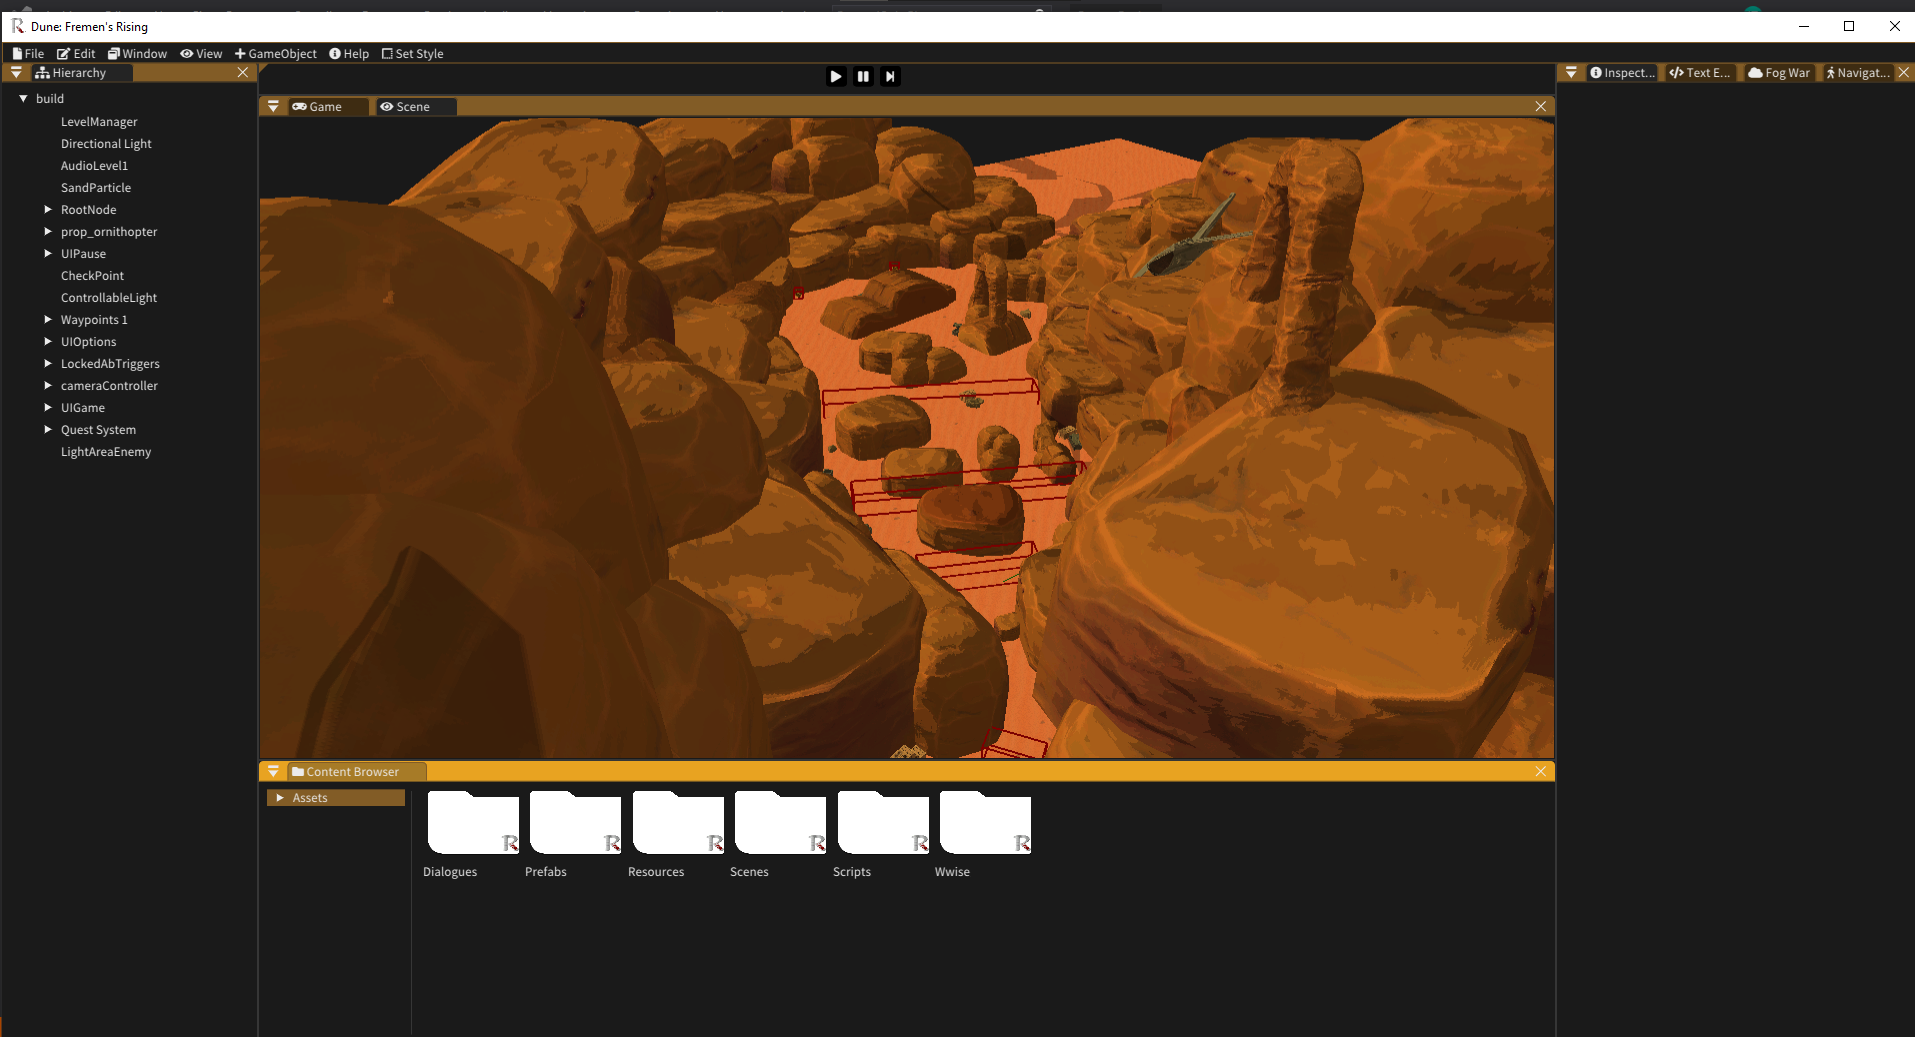 Dune: Fremen's Rising
File Edit Window View GameObject Help Set Style
Hierarchy
build
LevelManager
Directional Light
AudioLevel1
SandParticle
RootNode
prop_ornithopter
UIPause
CheckPoint
ControllableLight
Waypoints 1
UIOptions
LockedAbTriggers
cameraController
UIGame
Quest System
LightAreaEnemy
Game Scene
Inspect... Text E... Fog War Navigat...
Content Browser
Assets
Dialogues Prefabs Resources Scenes Scripts Wwise